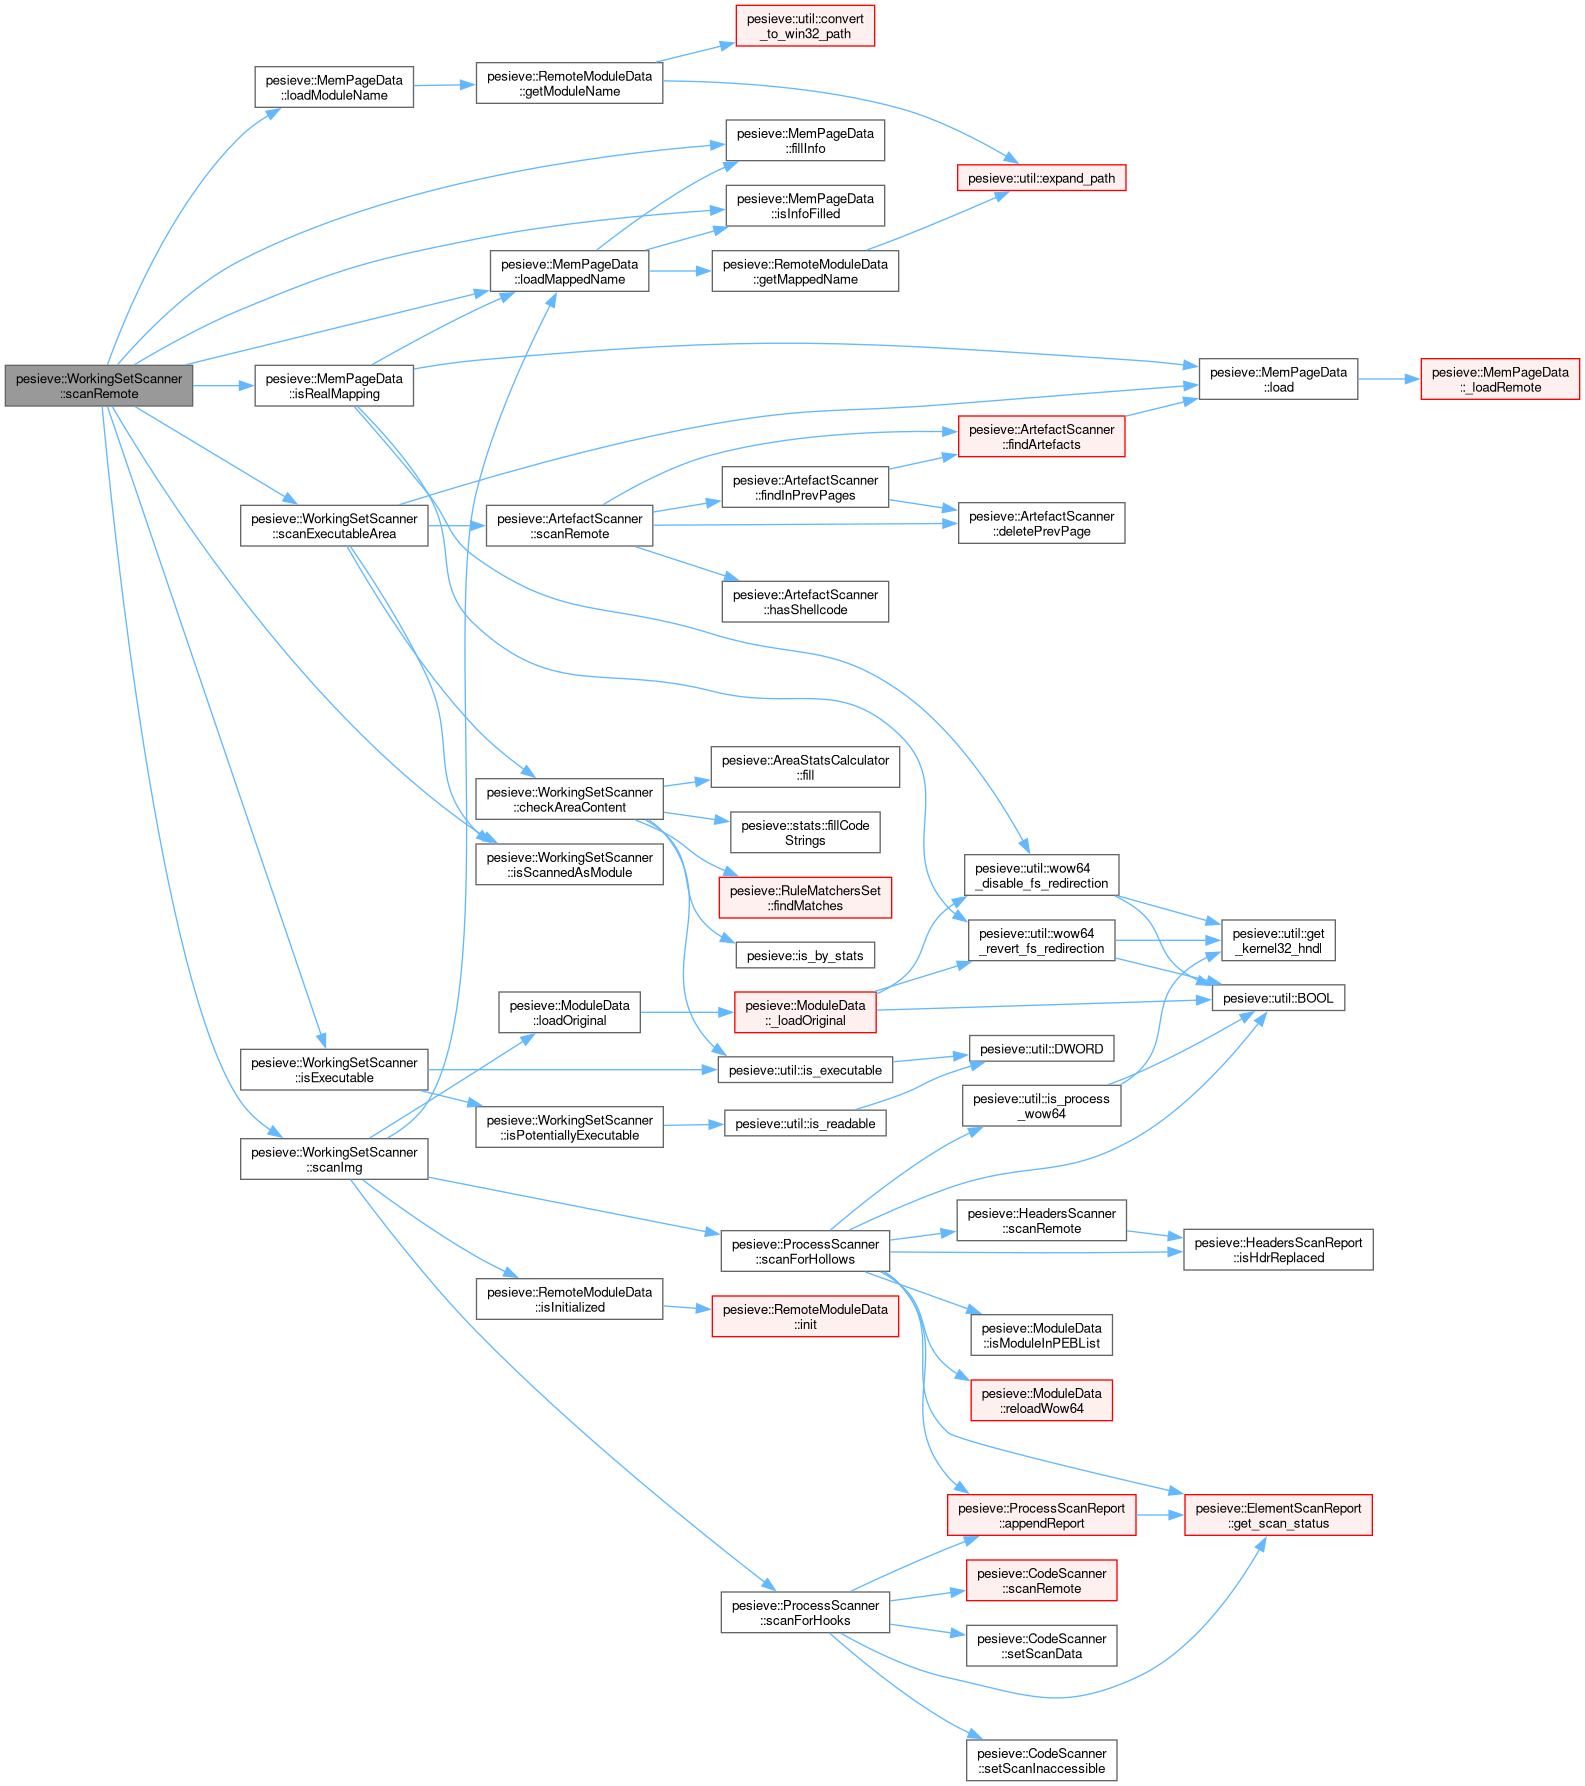 pesieve::util::convert
_to_win32_path
pesieve::MemPageData
::loadModuleName
pesieve::RemoteModuleData
::getModuleName
pesieve::MemPageData
::fillInfo
pesieve::util::expand_path
pesieve::MemPageData
::isInfoFilled
pesieve::MemPageData
::loadMappedName
pesieve::RemoteModuleData
::getMappedName
pesieve::WorkingSetScanner
::scanRemote
pesieve::MemPageData
::isRealMapping
pesieve::MemPageData
::load
pesieve::MemPageData
::_loadRemote
pesieve::ArtefactScanner
::findArtefacts
pesieve::ArtefactScanner
::findInPrevPages
pesieve::WorkingSetScanner
::scanExecutableArea
pesieve::ArtefactScanner
::scanRemote
pesieve::ArtefactScanner
::deletePrevPage
pesieve::ArtefactScanner
::hasShellcode
pesieve::AreaStatsCalculator
::fill
pesieve::WorkingSetScanner
::checkAreaContent
pesieve::stats::fillCode
Strings
pesieve::WorkingSetScanner
::isScannedAsModule
pesieve::util::wow64
_disable_fs_redirection
pesieve::RuleMatchersSet
::findMatches
pesieve::util::wow64
_revert_fs_redirection
pesieve::util::get
_kernel32_hndl
pesieve::is_by_stats
pesieve::util::BOOL
pesieve::ModuleData
::loadOriginal
pesieve::ModuleData
::_loadOriginal
pesieve::util::DWORD
pesieve::WorkingSetScanner
::isExecutable
pesieve::util::is_executable
pesieve::util::is_process
_wow64
pesieve::WorkingSetScanner
::isPotentiallyExecutable
pesieve::util::is_readable
pesieve::WorkingSetScanner
::scanImg
pesieve::HeadersScanner
::scanRemote
pesieve::ProcessScanner
::scanForHollows
pesieve::HeadersScanReport
::isHdrReplaced
pesieve::RemoteModuleData
::isInitialized
pesieve::RemoteModuleData
::init
pesieve::ModuleData
::isModuleInPEBList
pesieve::ModuleData
::reloadWow64
pesieve::ProcessScanReport
::appendReport
pesieve::ElementScanReport
::get_scan_status
pesieve::CodeScanner
::scanRemote
pesieve::ProcessScanner
::scanForHooks
pesieve::CodeScanner
::setScanData
pesieve::CodeScanner
::setScanInaccessible